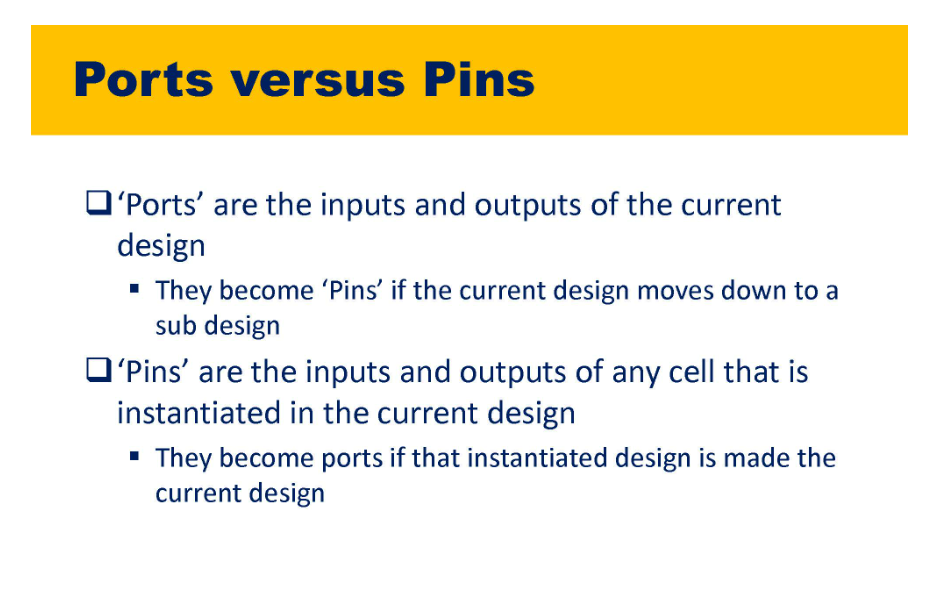 Ports versus Pins
‘Ports’ are the inputs and outputs of the current
design
They become ‘Pins’ if the current design moves down to a
sub design
‘Pins’ are the inputs and outputs of any cell that is
instantiated in the current design
They become ports if that instantiated design is made the
current design